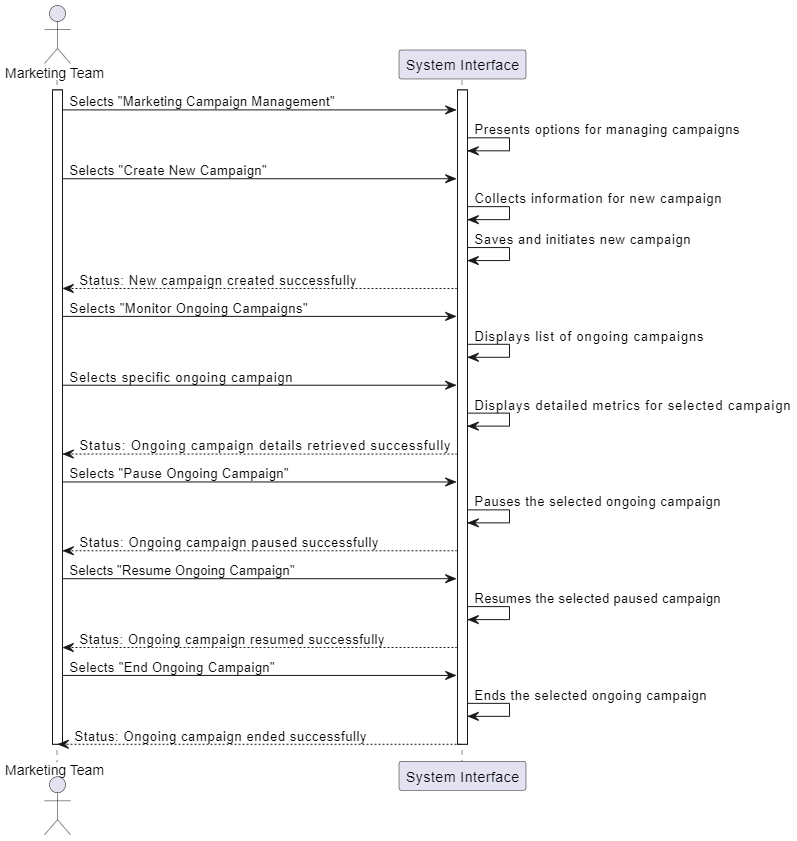 Marketing Team
System Interface
Selects "Marketing Campaign Management"
Presents options for managing campaigns
Selects "Create New Campaign"
Collects information for new campaign
Saves and initiates new campaign
Status: New campaign created successfully
Selects "Monitor Ongoing Campaigns"
Displays list of ongoing campaigns
Selects specific ongoing campaign
Displays detailed metrics for selected campaign
Status: Ongoing campaign details retrieved successfully
Selects "Pause Ongoing Campaign"
Pauses the selected ongoing campaign
Status: Ongoing campaign paused successfully
Selects "Resume Ongoing Campaign"
Resumes the selected paused campaign
Status: Ongoing campaign resumed successfully
Selects "End Ongoing Campaign"
Ends the selected ongoing campaign
Status: Ongoing campaign ended successfully
Marketing Team
System Interface